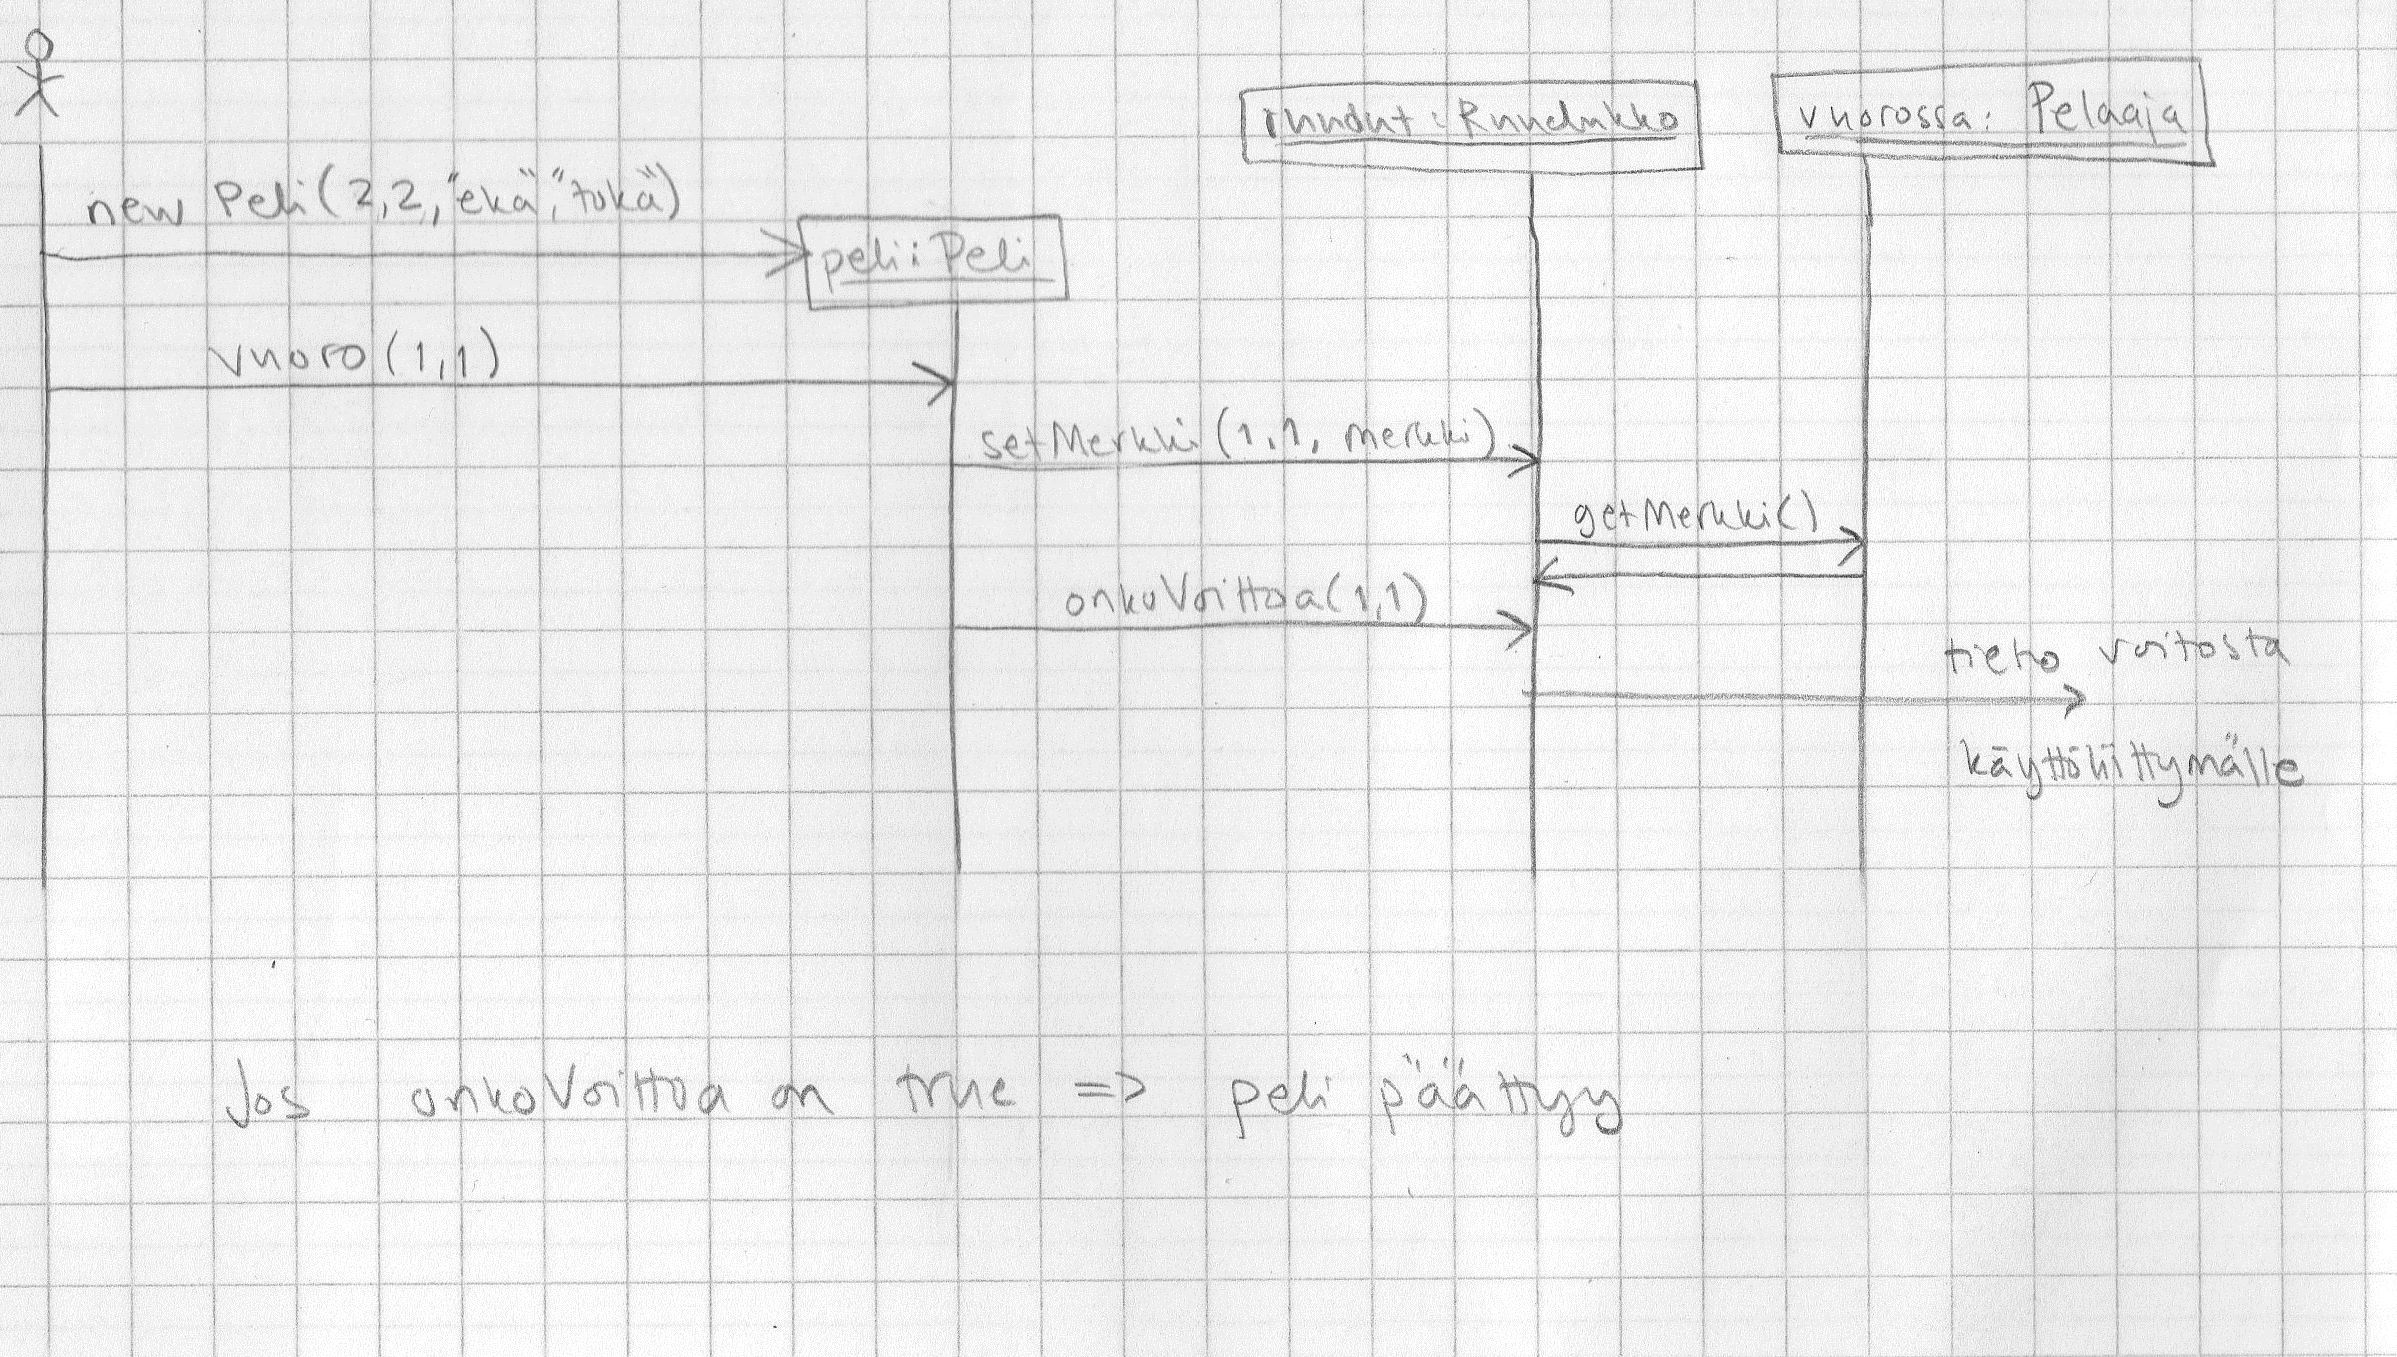 ruudut : Ruudukko
vuorossa: Pelaaja
new Peli(2,2,"ekä","tokä")
peli: Peli
vuoro(1,1)
setMerkki(1,1, merkki)
getMerkki()
onkoVoittoa(1,1)
tieto voitosta
käyttöliittymälle
Jos onkoVoittoa on true => peli päättyy